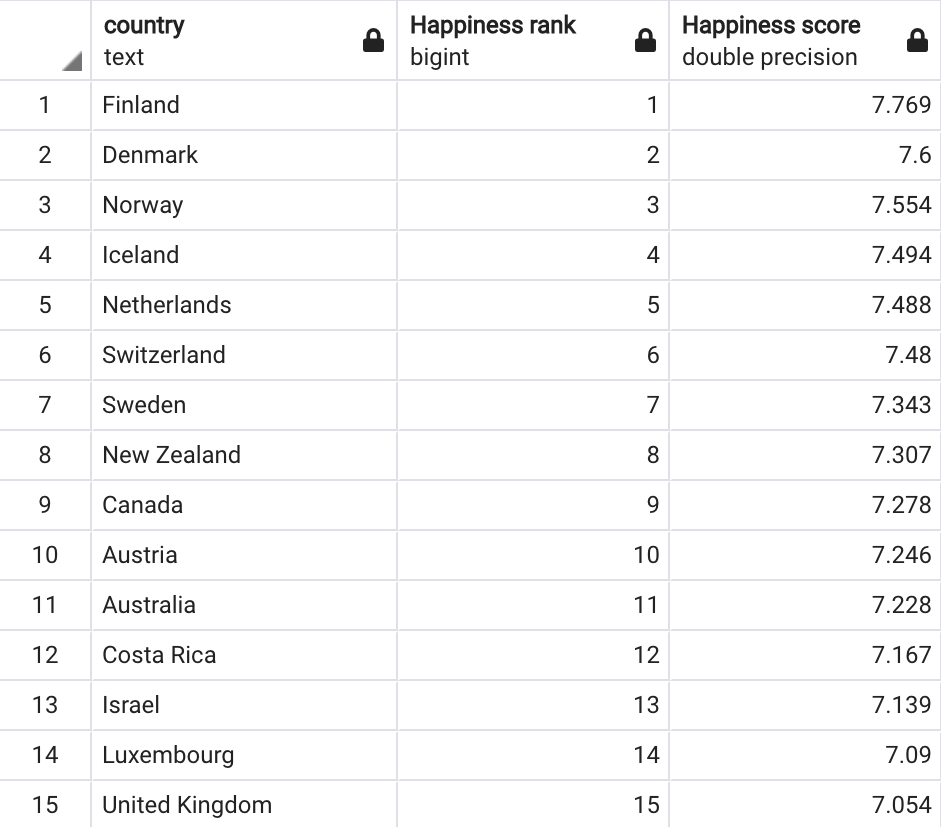 country Happiness rank Happiness score
text bigint double precision
1 Finland 1 7.769
2 Denmark 2 7.6
3 Norway 3 7.554
4 Iceland 4 7.494
5 Netherlands 5 7.488
6 Switzerland 6 7.48
7 Sweden 7 7.343
8 New Zealand 8 7.307
9 Canada 9 7.278
10 Austria 10 7.246
11 Australia 11 7.228
12 Costa Rica 12 7.167
13 Israel 13 7.139
14 Luxembourg 14 7.09
15 United Kingdom 15 7.054